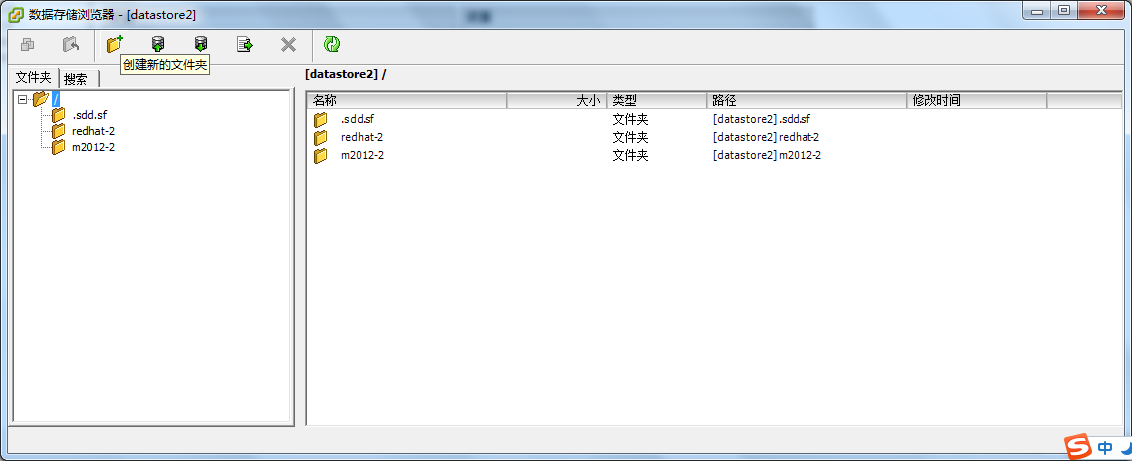 数据存储浏览器 - [datastore2]
创建新的文件夹
文件夹 搜索
/
.sdd.sf
redhat-2
m2012-2
[datastore2] /
名称 大小 类型 路径 修改时间
.sdd.sf 文件夹 [datastore2] .sdd.sf
redhat-2 文件夹 [datastore2] redhat-2
m2012-2 文件夹 [datastore2] m2012-2
S 中